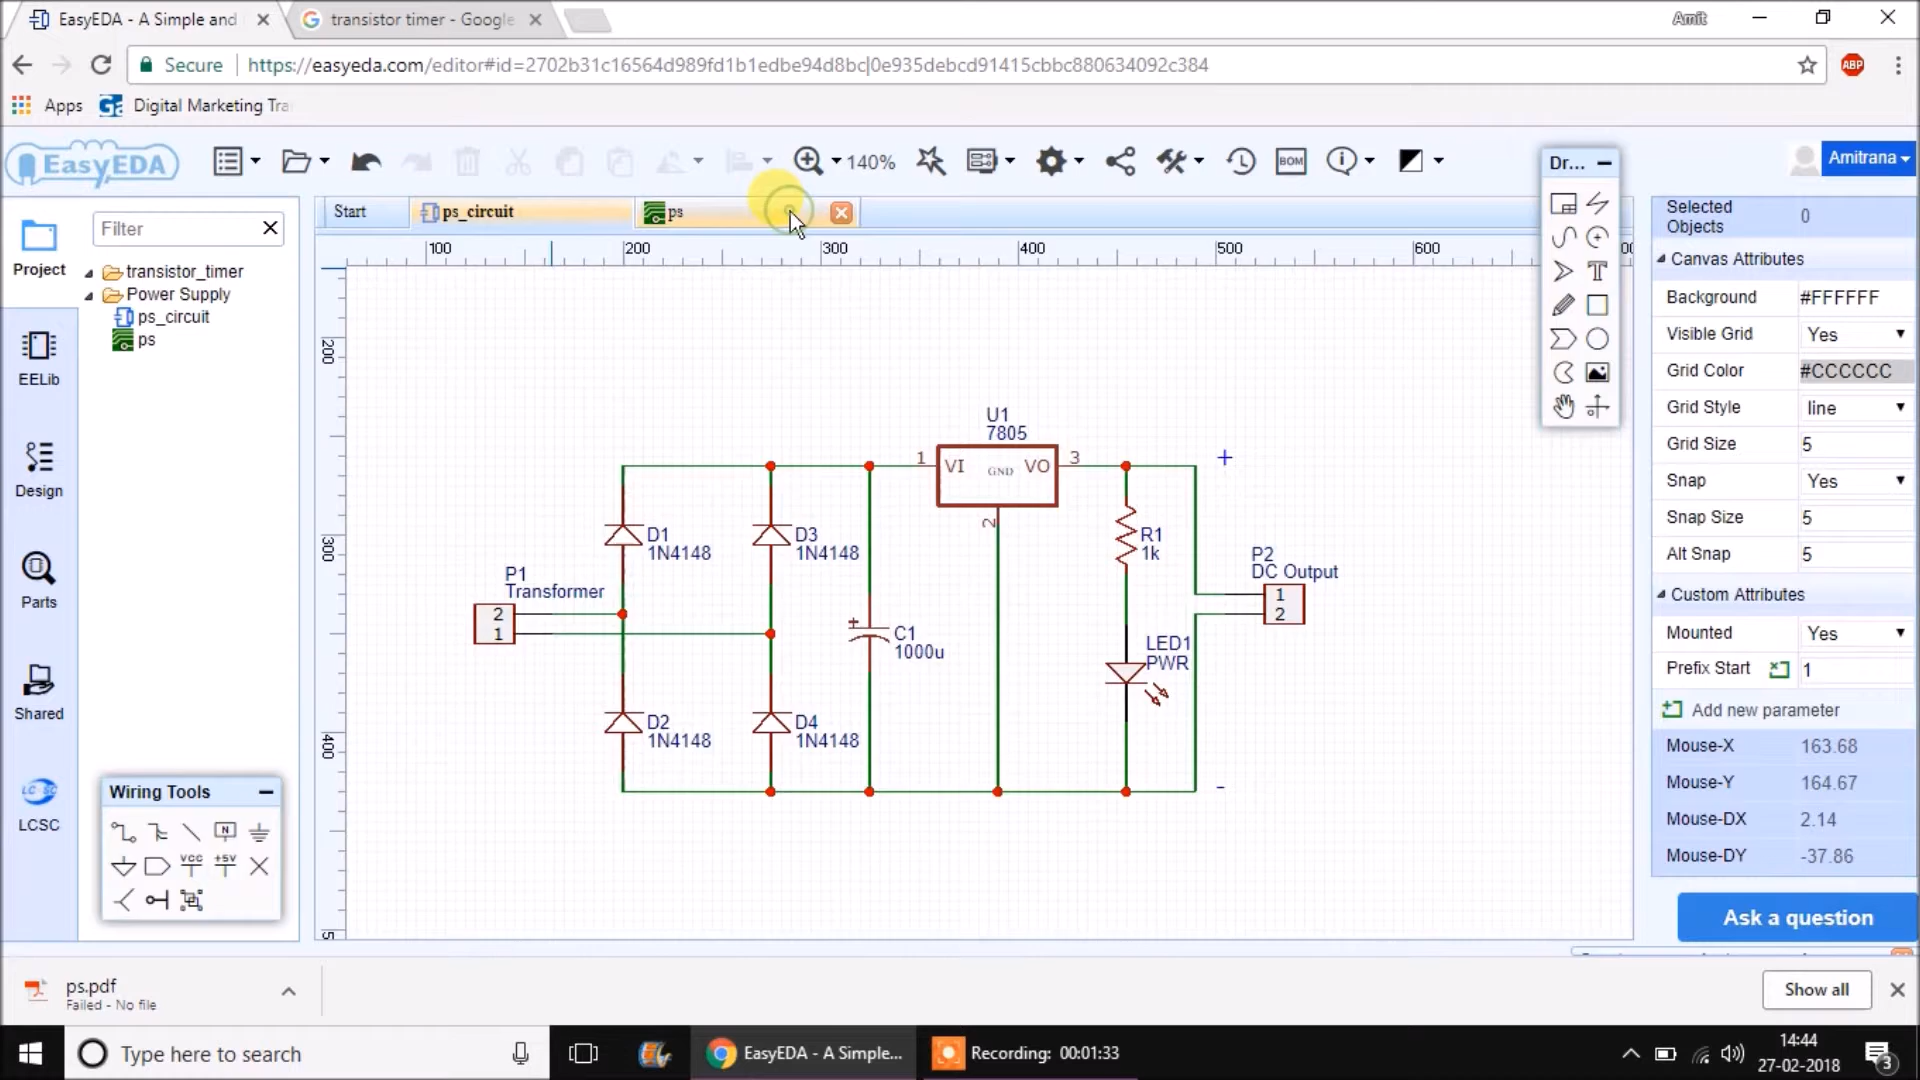 EasyEDA - A Simple and
transistor timer - Google
Amit
Secure
https://easyeda.com/editor#id=2702b31c16564d989fd1b1edbe94d8bc|0e935debcd91415cbbc880634092c384
ABP
Apps
Digital Marketing Tra
EasyEDA
140%
BOM
Dr...
Amitrana
Start
ps_circuit
ps
Project
EELib
Design
Parts
Shared
LCSC
Filter
transistor_timer
Power Supply
ps_circuit
ps
Wiring Tools
N
VCC
+5V
100
200
300
400
500
600
200
300
400
5
P1
Transformer
2
1
D1
1N4148
D3
1N4148
D2
1N4148
D4
1N4148
+
C1
1000u
U1
7805
1
VI
GND
VO
3
2
R1
1k
LED1
PWR
+
P2
DC Output
1
2
-
Selected Objects
0
Canvas Attributes
Background
#FFFFFF
Visible Grid
Yes
Grid Color
#CCCCCC
Grid Style
line
Grid Size
5
Snap
Yes
Snap Size
5
Alt Snap
5
Custom Attributes
Mounted
Yes
Prefix Start
1
Add new parameter
Mouse-X
163.68
Mouse-Y
164.67
Mouse-DX
2.14
Mouse-DY
-37.86
Ask a question
ps.pdf
Failed - No file
Show all
Type here to search
EasyEDA - A Simple...
Recording: 00:01:33
14:44
27-02-2018
3